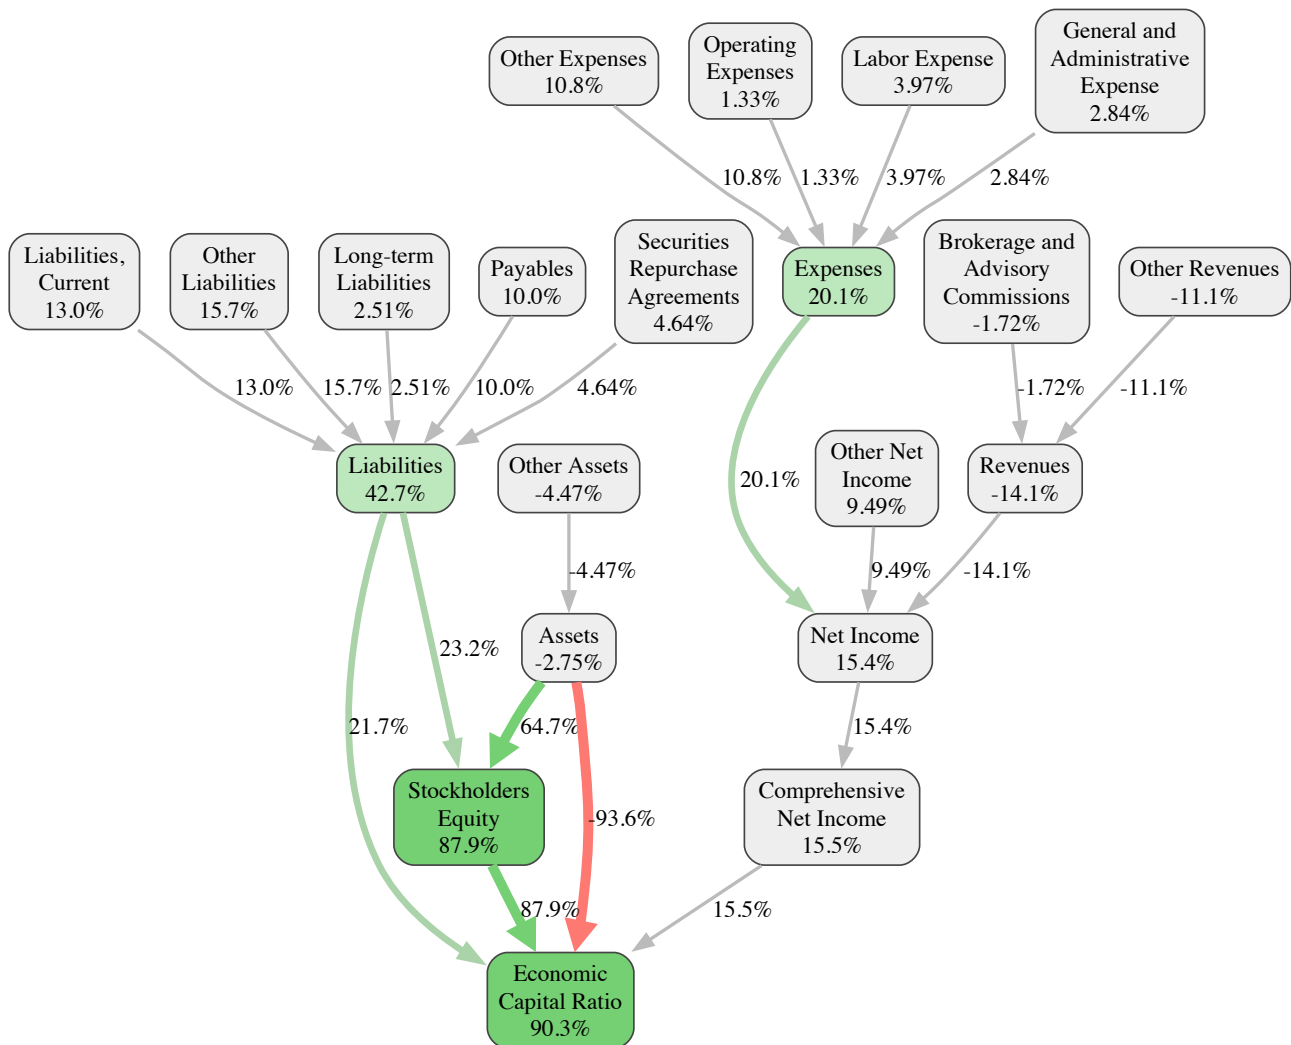 Other Expenses
10.8%
Operating
Expenses
1.33%
Labor Expense
3.97%
General and
Administrative
Expense
2.84%
10.8%
1.33%
3.97%
2.84%
Liabilities,
Current
13.0%
Other
Liabilities
15.7%
Long-term
Liabilities
2.51%
Payables
10.0%
Securities
Repurchase
Agreements
4.64%
Expenses
20.1%
Brokerage and
Advisory
Commissions
-1.72%
Other Revenues
-11.1%
13.0%
15.7%
2.51%
10.0%
4.64%
-1.72%
-11.1%
Liabilities
42.7%
Other Assets
-4.47%
20.1%
Other Net
Income
9.49%
Revenues
-14.1%
-4.47%
9.49%
-14.1%
23.2%
Assets
-2.75%
Net Income
15.4%
21.7%
64.7%
15.4%
Stockholders
Equity
87.9%
-93.6%
Comprehensive
Net Income
15.5%
87.9%
15.5%
Economic
Capital Ratio
90.3%